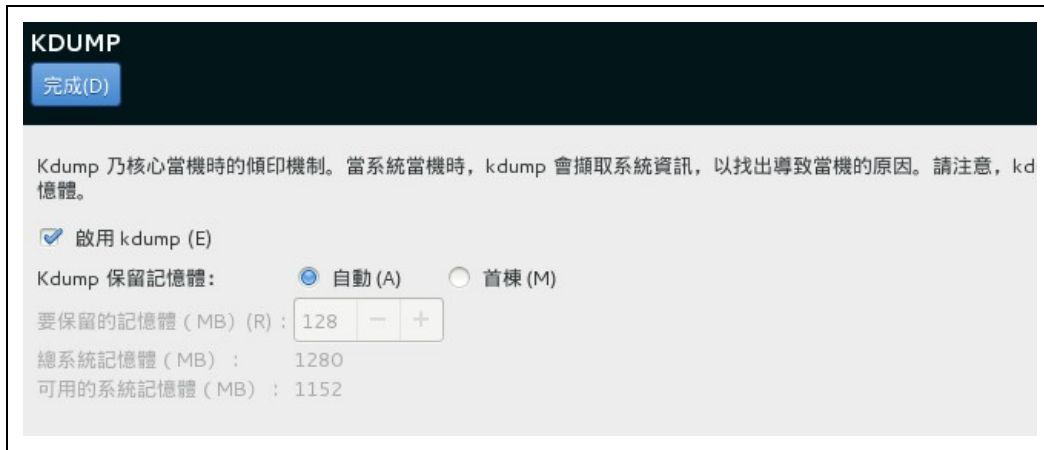 KDUMP
完成(D)
Kdump 乃核心當機時的傾印機制。當系統當機時，kdump 會擷取系統資訊，以找出導致當機的原因。請注意，kd
憶體。
啟用 kdump (E)
Kdump 保留記憶體： 自動 (A) 首棟 (M)
要保留的記憶體 ( MB) (R) : 128 − +
總系統記憶體 ( MB) : 1280
可用的系統記憶體 ( MB) : 1152